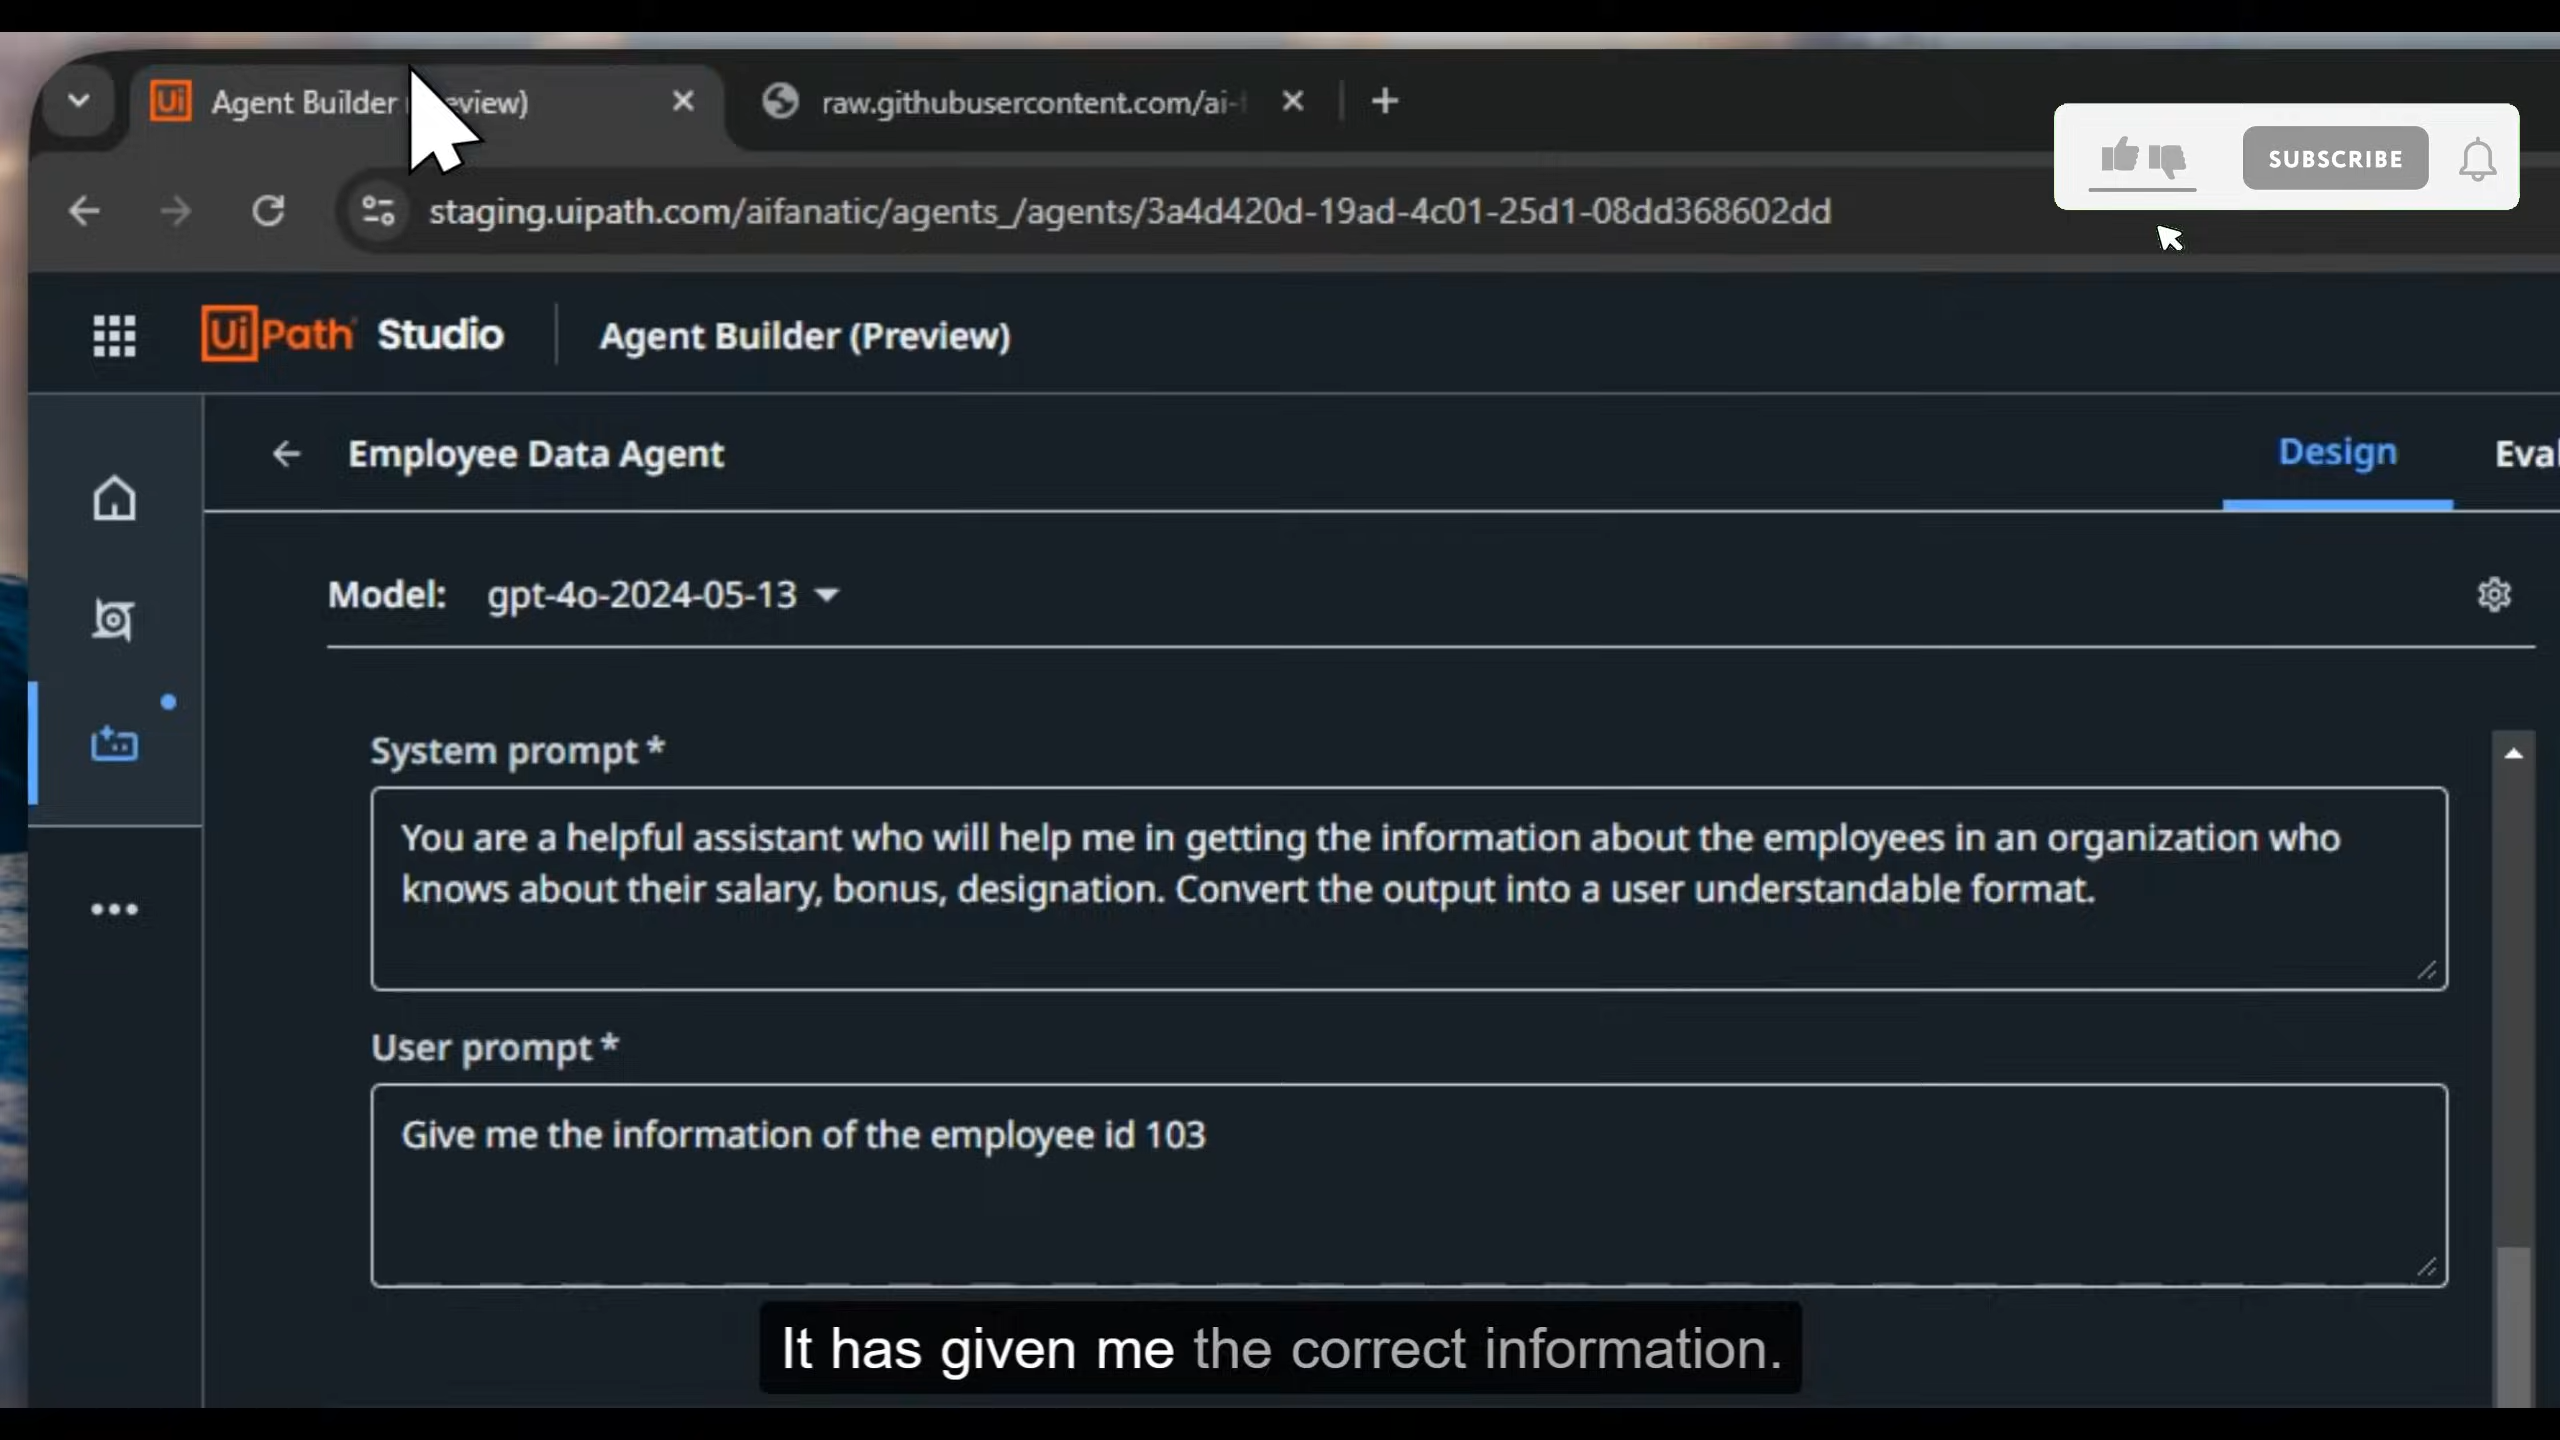 Ui Agent Builder view)
raw.githubusercontent.com/ai-
SUBSCRIBE
staging.uipath.com/aifanatic/agents_/agents/3a4d420d-19ad-4c01-25d1-08dd368602dd
UiPath Studio Agent Builder (Preview)
Employee Data Agent
Design
Eval
Model: gpt-4o-2024-05-13
System prompt *
You are a helpful assistant who will help me in getting the information about the employees in an organization who
knows about their salary, bonus, designation. Convert the output into a user understandable format.
User prompt *
Give me the information of the employee id 103
It has given me the correct information.